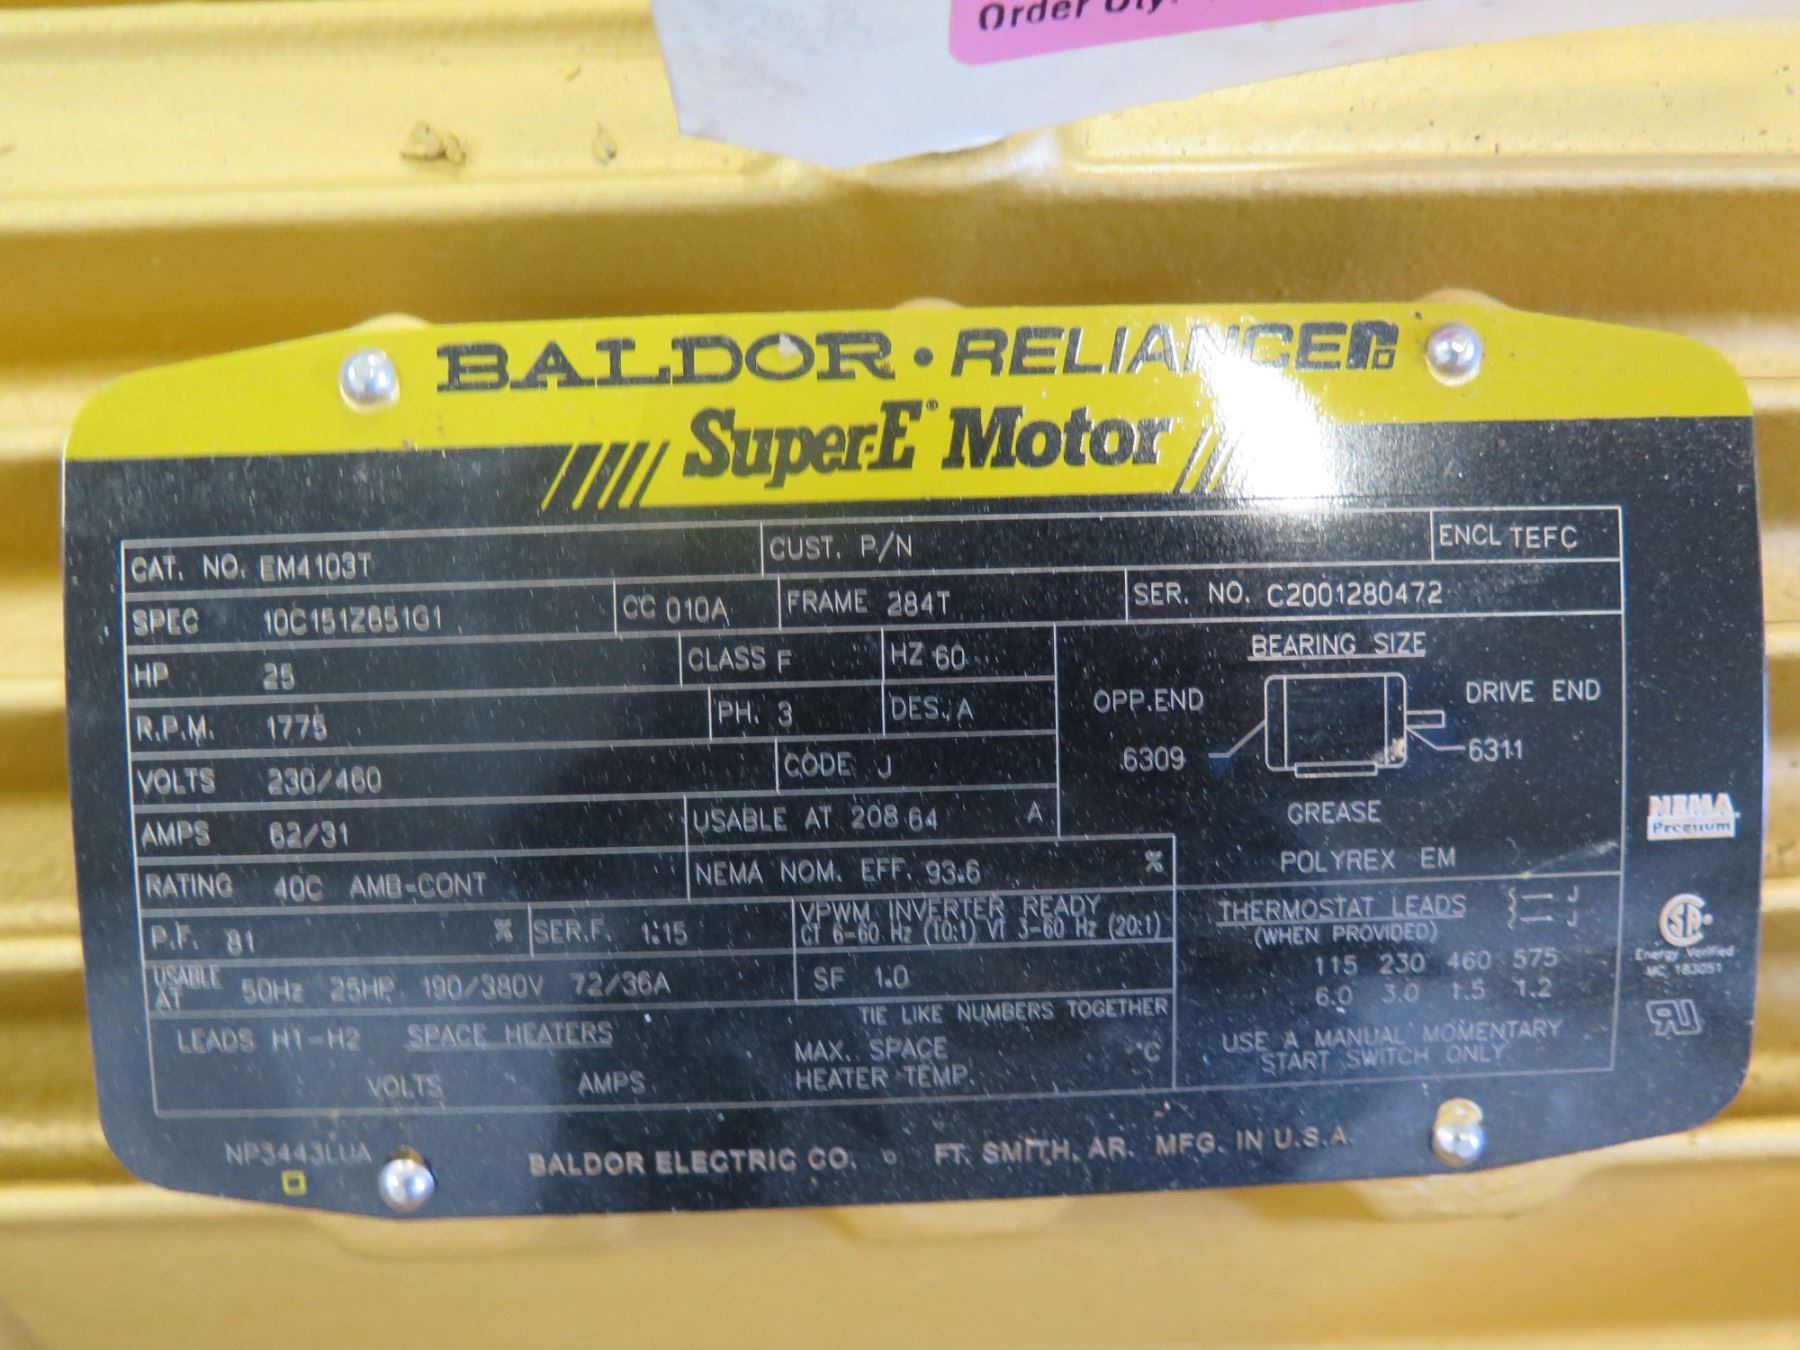 Order Qty:
BALDOR • RELIANCE
Super-E® Motor
CAT. NO. EM4103T CUST. P/N ENCL TEFC
SPEC 10C151Z651G1 CC 010A FRAME 284T SER. NO. C2001280472
HP 25 CLASS F HZ 60
R.P.M. 1775 PH. 3 DES. A
VOLTS 230/460 CODE J
AMPS 62/31 USABLE AT 208 64 A
RATING 40C AMB-CONT NEMA NOM. EFF. 93.6 %
P.F. 81 % SER.F. 1.15 VPWM INVERTER READY
CT 6-60 Hz (10:1) VT 3-60 Hz (20:1)
USABLE AT 50Hz 25HP 190/380V 72/36A SF 1.0
TIE LIKE NUMBERS TOGETHER
LEADS H1-H2 SPACE HEATERS MAX. SPACE HEATER TEMP. °C
VOLTS AMPS
BEARING SIZE
OPP.END DRIVE END
6309 6311
GREASE
POLYREX EM
THERMOSTAT LEADS J
(WHEN PROVIDED) J
115 230 460 575
6.0 3.0 1.5 1.2
USE A MANUAL MOMENTARY
START SWITCH ONLY
NEMA
Premium
Energy Verified
MC 183051
NP3443LUA
BALDOR ELECTRIC CO. FT. SMITH, AR. MFG. IN U.S.A.